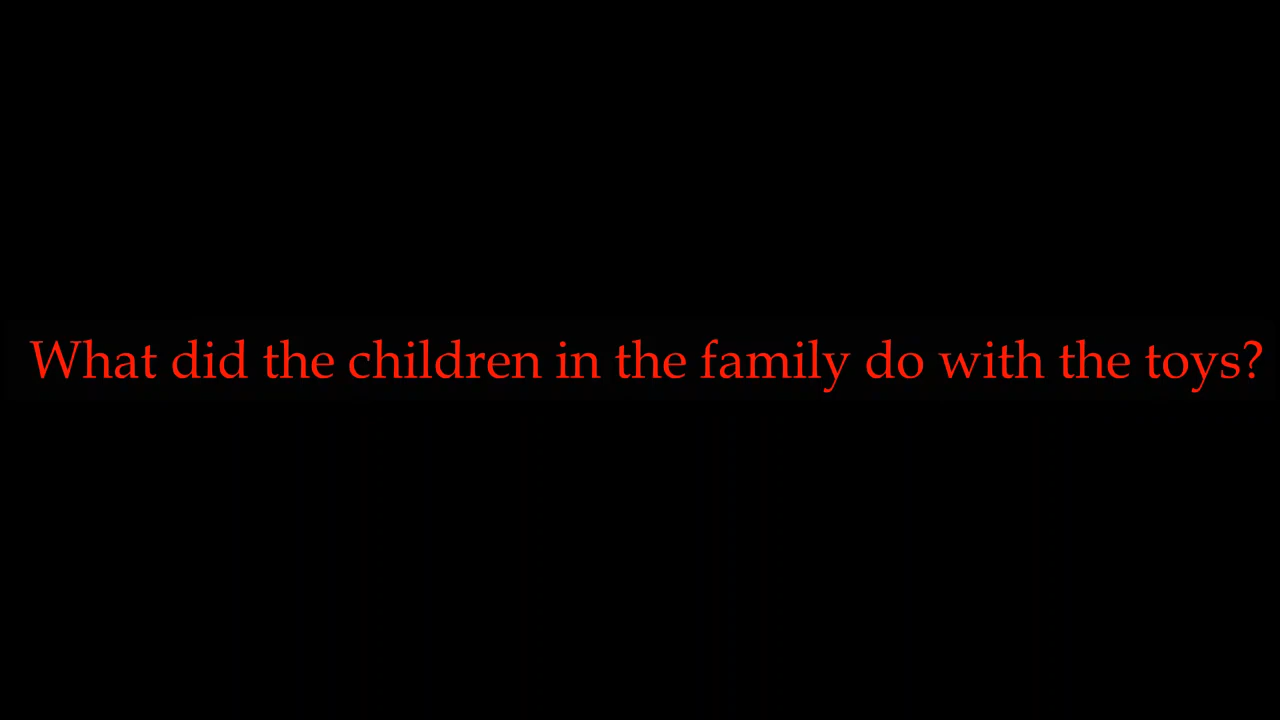 What did the children in the family do with the toys?